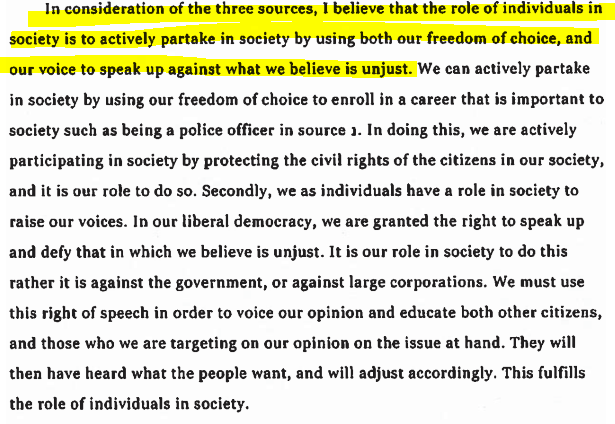 In consideration of the three sources, I believe that the role of individuals in
society is to actively partake in society by using both our freedom of choice, and
our voice to speak up against what we believe is unjust. We can actively partake
in society by using our freedom of choice to enroll in a career that is important to
society such as being a police officer in source 1. In doing this, we are actively
participating in society by protecting the civil rights of the citizens in our society,
and it is our role to do so. Secondly, we as individuals have a role in society to
raise our voices. In our liberal democracy, we are granted the right to speak up
and defy that in which we believe is unjust. It is our role in society to do this
rather it is against the government, or against large corporations. We must use
this right of speech in order to voice our opinion and educate both other citizens,
and those who we are targeting on our opinion on the issue at hand. They will
then have heard what the people want, and will adjust accordingly. This fulfills
the role of individuals in society.